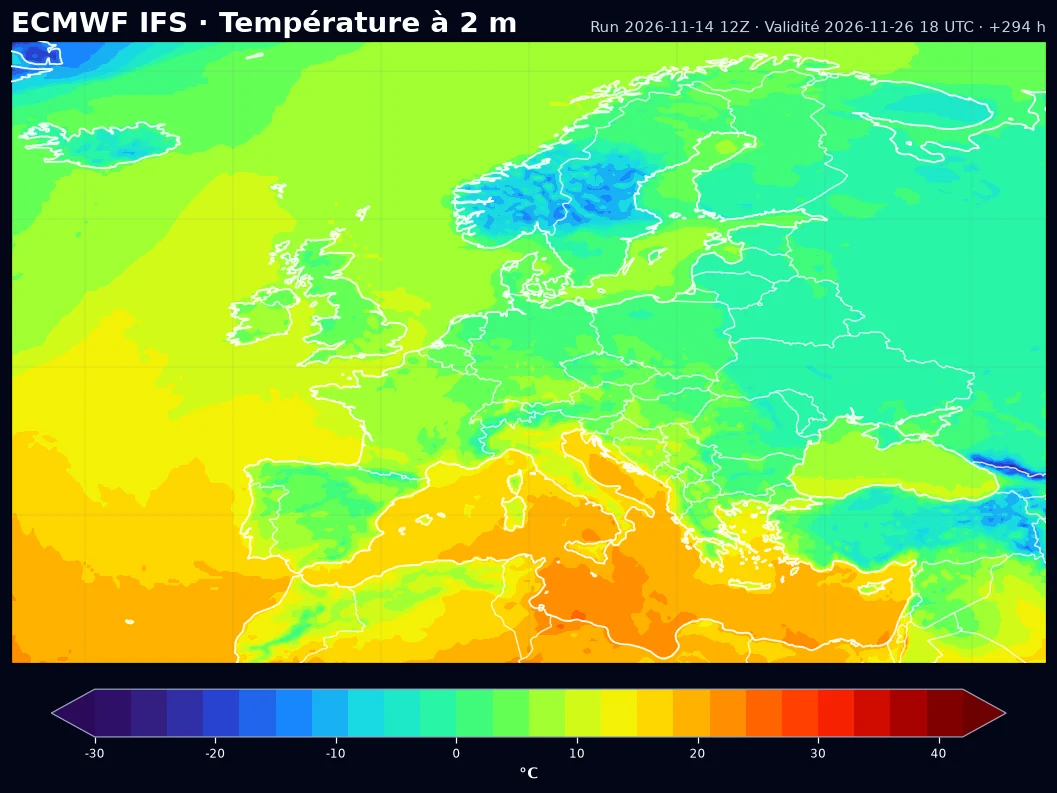 ECMWF IFS · Température à 2 m
Run 2026-11-14 12Z · Validité 2026-11-26 18 UTC · +294 h
-30 -20 -10 0 10 20 30 40
°C